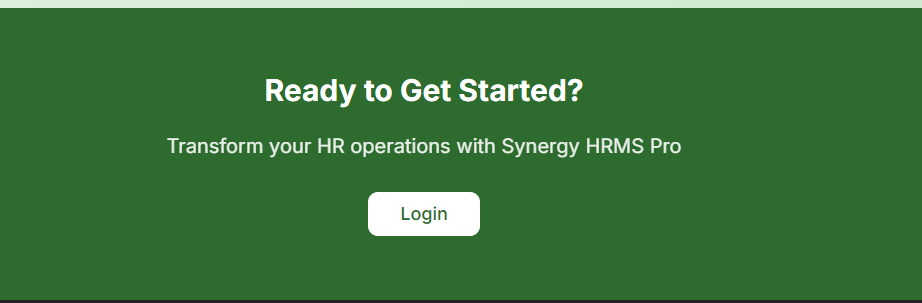 Ready to Get Started?
Transform your HR operations with Synergy HRMS Pro
Login